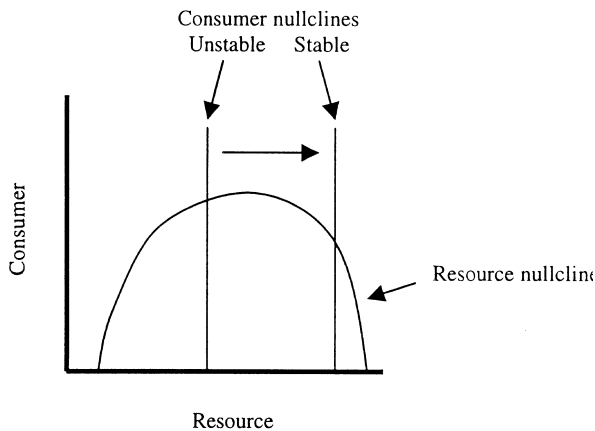 Consumer nullclines
Unstable Stable
Consumer
Resource nullcline
Resource